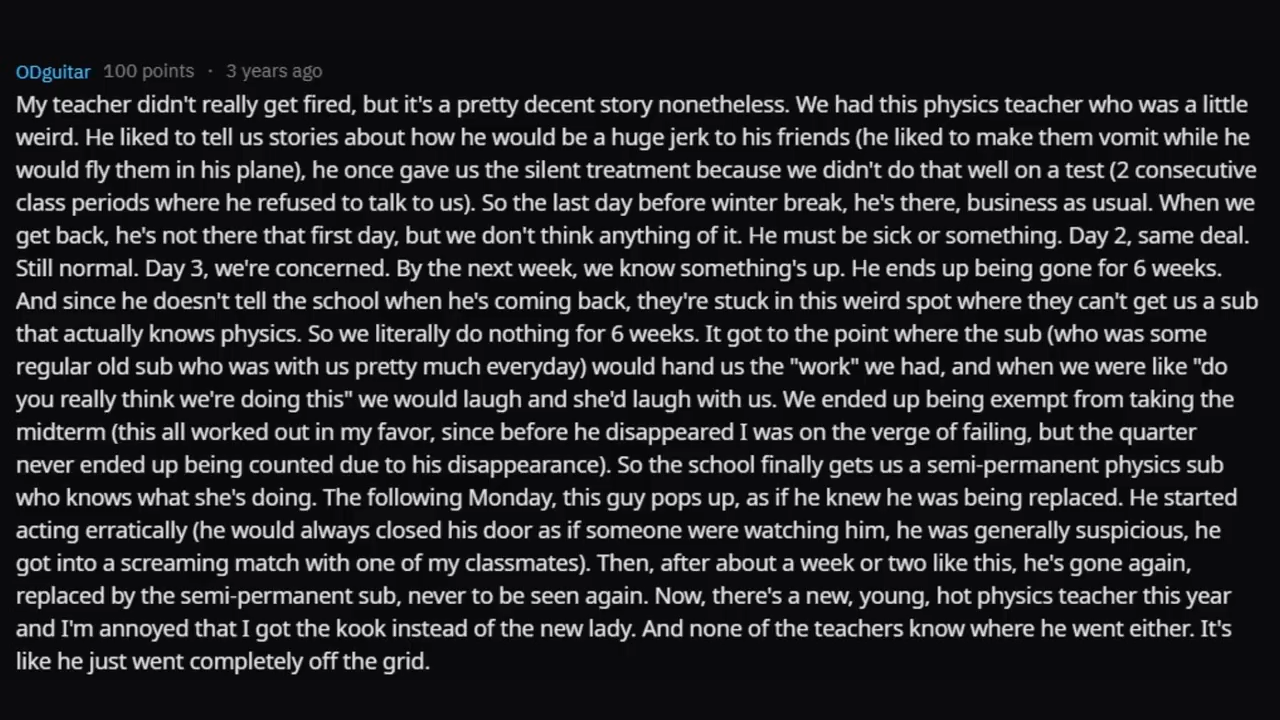 ODguitar 100 points · 3 years ago
My teacher didn't really get fired, but it's a pretty decent story nonetheless. We had this physics teacher who was a little
weird. He liked to tell us stories about how he would be a huge jerk to his friends (he liked to make them vomit while he
would fly them in his plane), he once gave us the silent treatment because we didn't do that well on a test (2 consecutive
class periods where he refused to talk to us). So the last day before winter break, he's there, business as usual. When we
get back, he's not there that first day, but we don't think anything of it. He must be sick or something. Day 2, same deal.
Still normal. Day 3, we're concerned. By the next week, we know something's up. He ends up being gone for 6 weeks.
And since he doesn't tell the school when he's coming back, they're stuck in this weird spot where they can't get us a sub
that actually knows physics. So we literally do nothing for 6 weeks. It got to the point where the sub (who was some
regular old sub who was with us pretty much everyday) would hand us the "work" we had, and when we were like "do
you really think we're doing this" we would laugh and she'd laugh with us. We ended up being exempt from taking the
midterm (this all worked out in my favor, since before he disappeared I was on the verge of failing, but the quarter
never ended up being counted due to his disappearance). So the school finally gets us a semi-permanent physics sub
who knows what she's doing. The following Monday, this guy pops up, as if he knew he was being replaced. He started
acting erratically (he would always closed his door as if someone were watching him, he was generally suspicious, he
got into a screaming match with one of my classmates). Then, after about a week or two like this, he's gone again,
replaced by the semi-permanent sub, never to be seen again. Now, there's a new, young, hot physics teacher this year
and I'm annoyed that I got the kook instead of the new lady. And none of the teachers know where he went either. It's
like he just went completely off the grid.